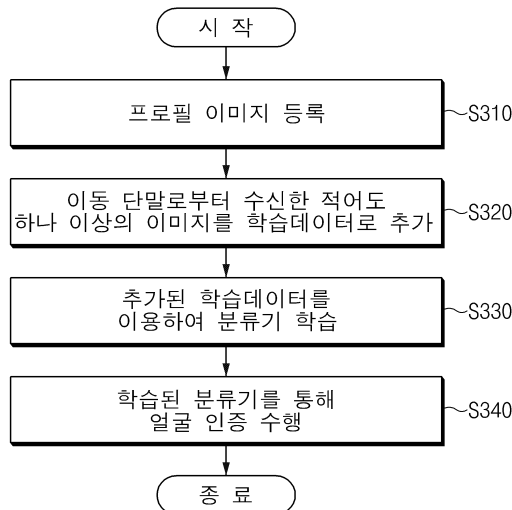 시 작
프로필 이미지 등록
S310
이동 단말로부터 수신한 적어도
하나 이상의 이미지를 학습데이터로 추가
S320
추가된 학습데이터를
이용하여 분류기 학습
S330
학습된 분류기를 통해
얼굴 인증 수행
S340
종 료